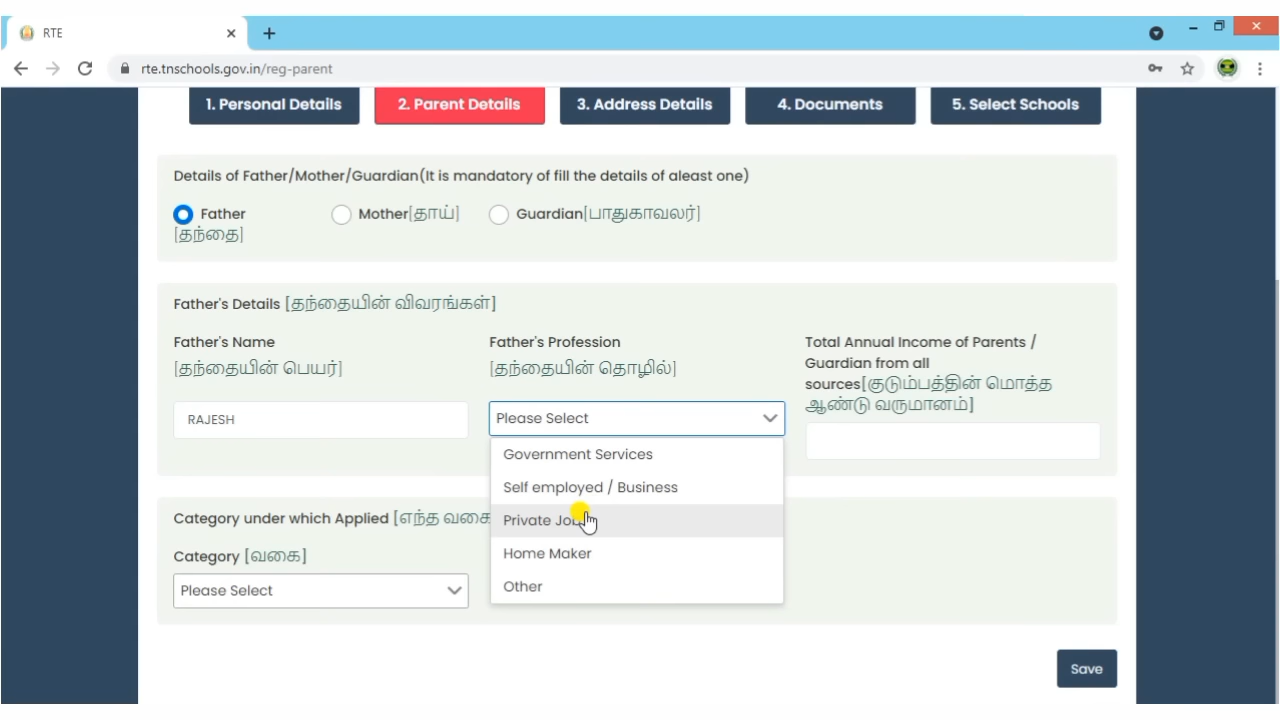 RTE
rte.tnschools.gov.in/reg-parent
1. Personal Details
2. Parent Details
3. Address Details
4. Documents
5. Select Schools
Details of Father/Mother/Guardian(It is mandatory of fill the details of aleast one)
Father
[தந்தை]
Mother[தாய்]
Guardian[பாதுகாவலர்]
Father's Details [தந்தையின் விவரங்கள்]
Father's Name
[தந்தையின் பெயர்]
RAJESH
Father's Profession
[தந்தையின் தொழில்]
Please Select
Government Services
Self employed / Business
Private Job
Home Maker
Other
Total Annual Income of Parents /
Guardian from all
sources[குடும்பத்தின் மொத்த
ஆண்டு வருமானம்]
Category under which Applied [எந்த வகை
Category [வகை]
Please Select
Save